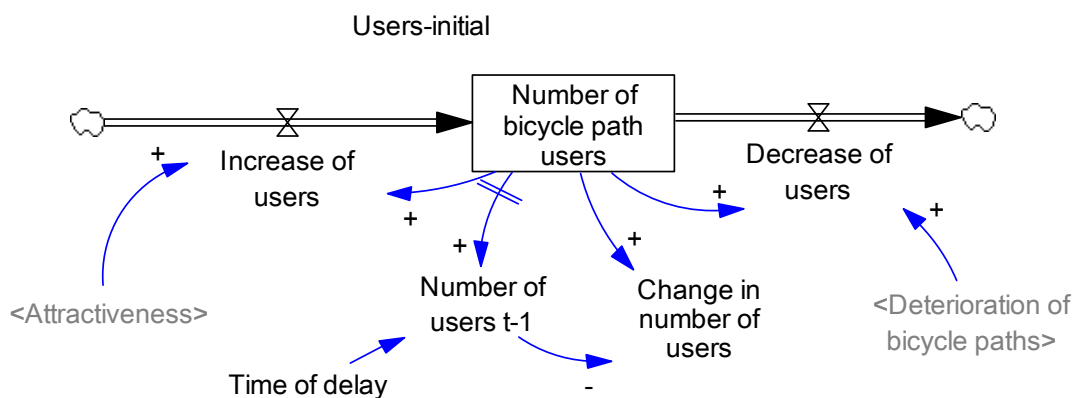 Users-initial
Number of
bicycle path
users
Increase of
users
Decrease of
users
+
+
+
+
+
+
<Attractiveness>
Number of
users t-1
Change in
number of
users
<Deterioration of
bicycle paths>
Time of delay
-